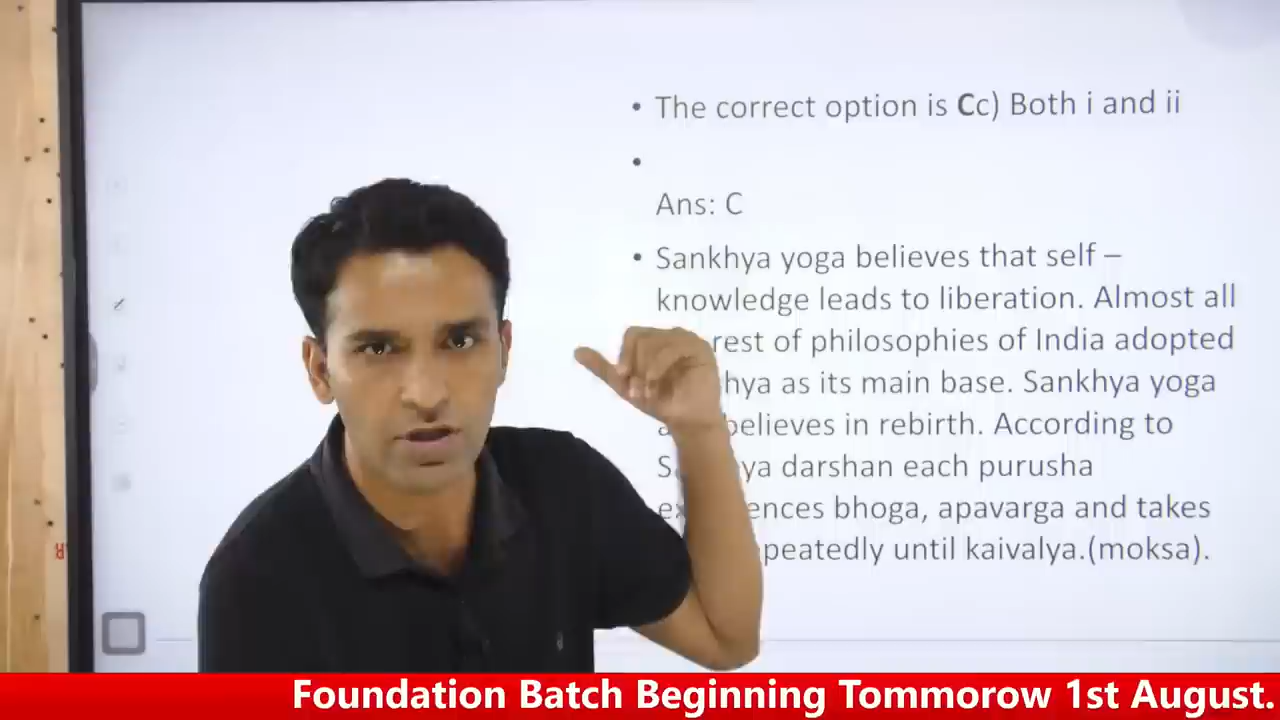 • The correct option is Cc) Both i and ii
•
Ans: C
• Sankhya yoga believes that self –
knowledge leads to liberation. Almost all
rest of philosophies of India adopted
hya as its main base. Sankhya yoga
believes in rebirth. According to
ya darshan each purusha
ences bhoga, apavarga and takes
peatedly until kaivalya.(moksa).
Foundation Batch Beginning Tommorow 1st August.